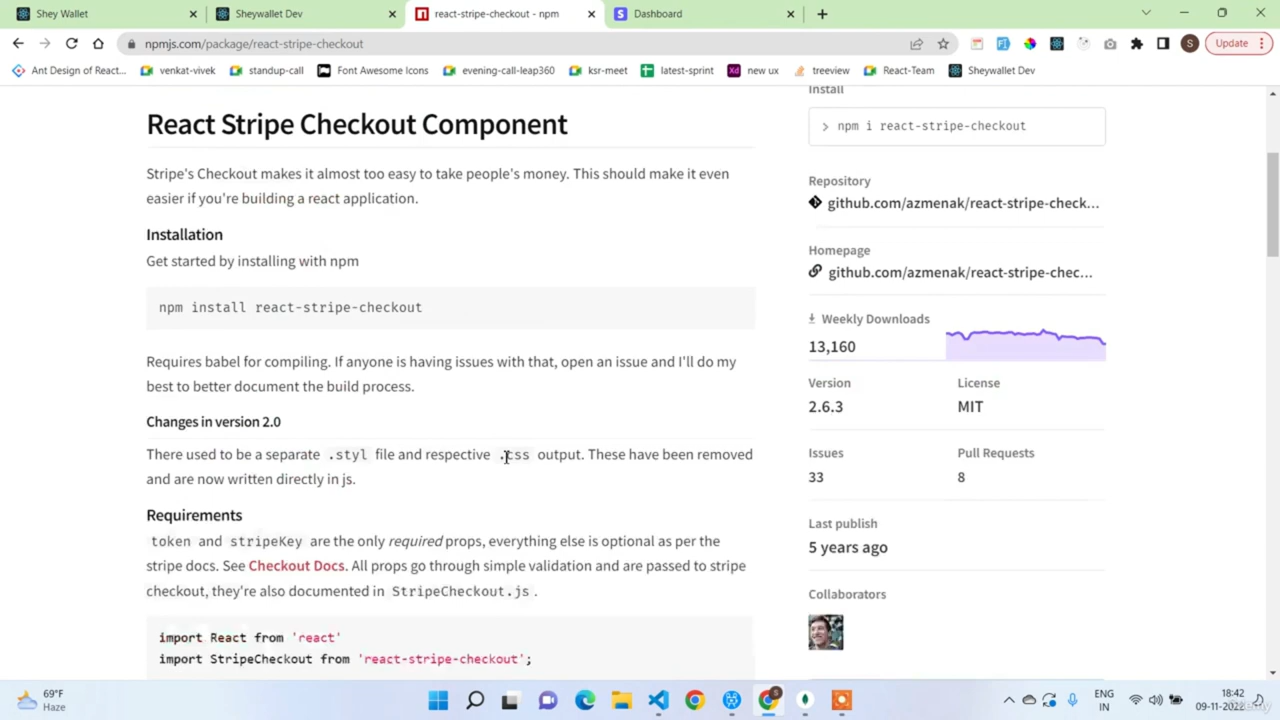 Shey Wallet
Sheywallet Dev
react-stripe-checkout - npm
Dashboard
npmjs.com/package/react-stripe-checkout
S
Update
Ant Design of React...
venkat-vivek
standup-call
Font Awesome Icons
evening-call-leap360
ksr-meet
latest-sprint
new ux
treeview
React-Team
Sheywallet Dev
React Stripe Checkout Component
Stripe's Checkout makes it almost too easy to take people's money. This should make it even
easier if you're building a react application.
Installation
Get started by installing with npm
npm install react-stripe-checkout
Requires babel for compiling. If anyone is having issues with that, open an issue and I'll do my
best to better document the build process.
Changes in version 2.0
There used to be a separate .styl file and respective .css output. These have been removed
and are now written directly in js.
Requirements
token and stripeKey are the only required props, everything else is optional as per the
stripe docs. See Checkout Docs. All props go through simple validation and are passed to stripe
checkout, they're also documented in StripeCheckout.js .
import React from 'react'
import StripeCheckout from 'react-stripe-checkout';
Install
> npm i react-stripe-checkout
Repository
github.com/azmenak/react-stripe-check...
Homepage
github.com/azmenak/react-stripe-chec...
Weekly Downloads
13,160
Version
2.6.3
License
MIT
Issues
33
Pull Requests
8
Last publish
5 years ago
Collaborators
69°F
Haze
ENG
IN
18:42
09-11-2022